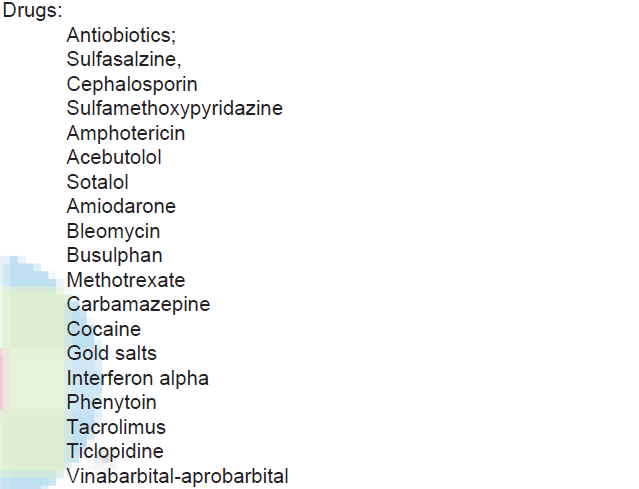 Drugs:
Antiobiotics;
Sulfasalzine,
Cephalosporin
Sulfamethoxypyridazine
Amphotericin
Acebutolol
Sotalol
Amiodarone
Bleomycin
Busulphan
Methotrexate
Carbamazepine
Cocaine
Gold salts
Interferon alpha
Phenytoin
Tacrolimus
Ticlopidine
Vinabarbital-aprobarbital